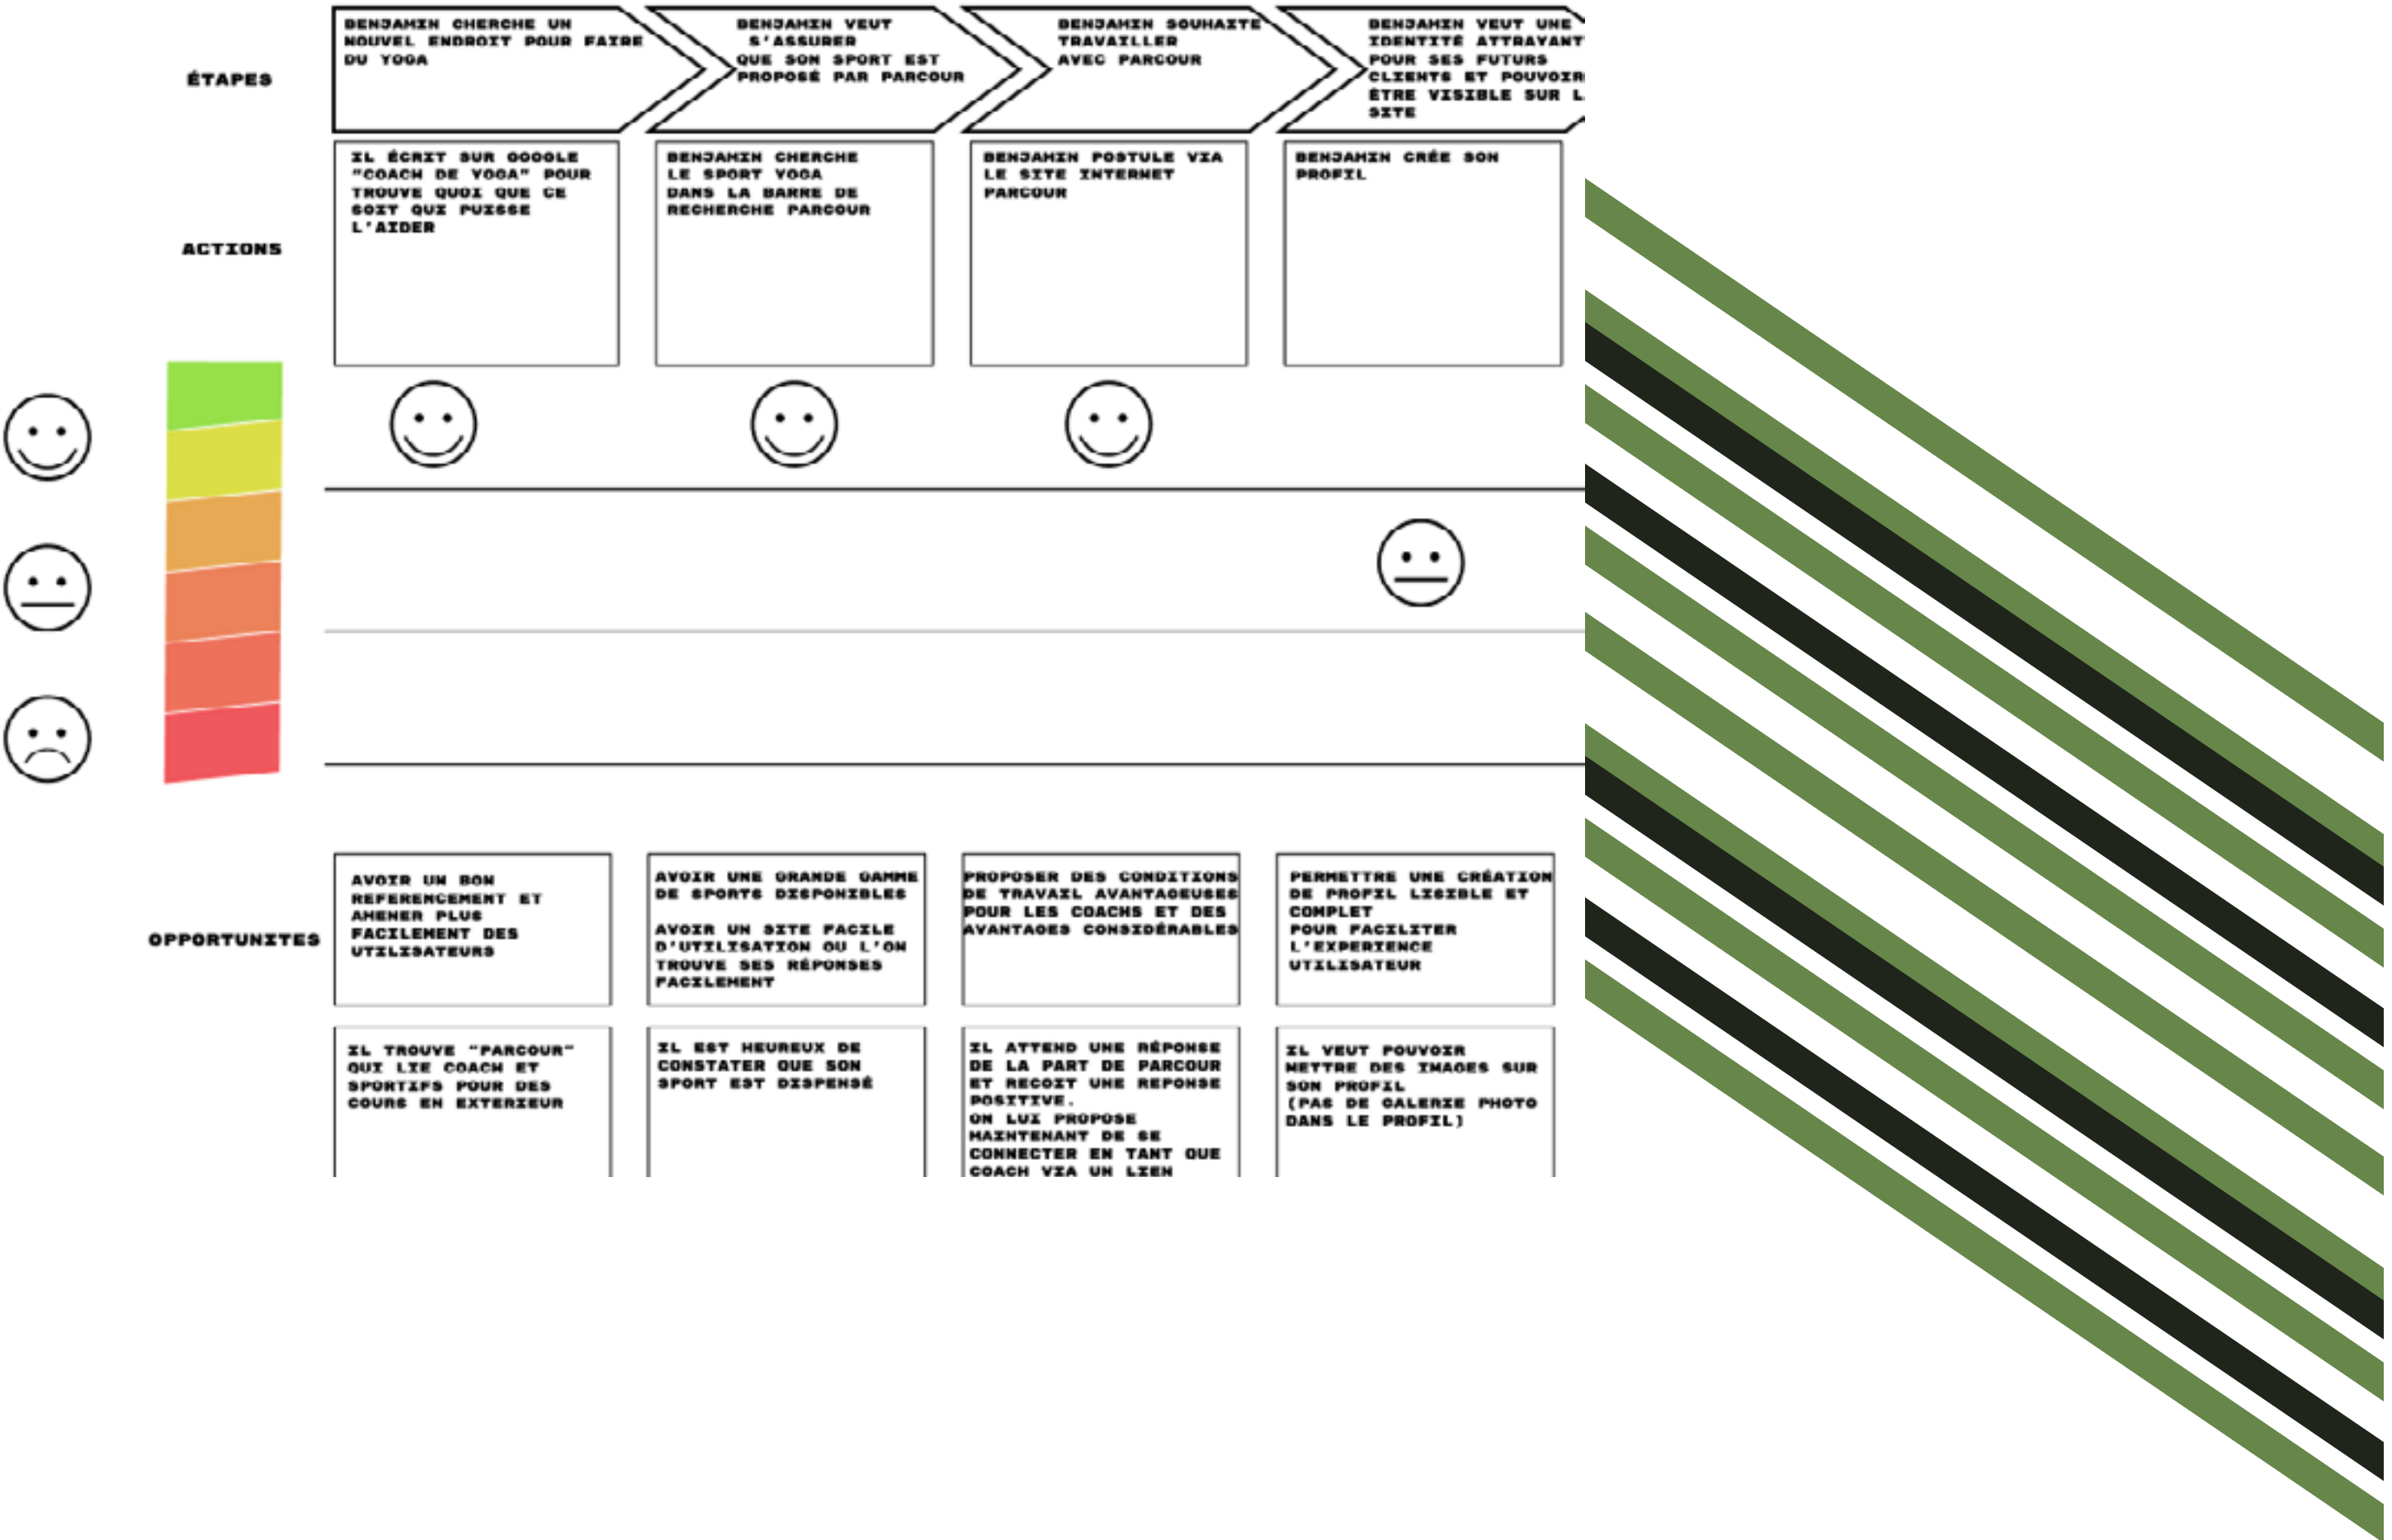 ÉTAPES
BENJAMIN CHERCHE UN
NOUVEL ENDROIT POUR FAIRE
DU YOGA
BENJAMIN VEUT
S'ASSURER
QUE SON SPORT EST
PROPOSÉ PAR PARCOUR
BENJAMIN SOUHAITE
TRAVAILLER
AVEC PARCOUR
BENJAMIN VEUT UNE
IDENTITÉ ATTRAYANT
POUR SES FUTURS
CLIENTS ET POUVOIR
ÊTRE VISIBLE SUR L
SITE
ACTIONS
IL ÉCRIT SUR GOOGLE
"COACH DE YOGA" POUR
TROUVE QUOI QUE CE
SOIT QUI PUISSE
L'AIDER
BENJAMIN CHERCHE
LE SPORT YOGA
DANS LA BARRE DE
RECHERCHE PARCOUR
BENJAMIN POSTULE VIA
LE SITE INTERNET
PARCOUR
BENJAMIN CRÉE SON
PROFIL
OPPORTUNITES
AVOIR UN BON
REFERENCEMENT ET
AMENER PLUS
FACILEMENT DES
UTILISATEURS
AVOIR UNE GRANDE GAMME
DE SPORTS DISPONIBLES
AVOIR UN SITE FACILE
D'UTILISATION OU L'ON
TROUVE SES RÉPONSES
FACILEMENT
PROPOSER DES CONDITIONS
DE TRAVAIL AVANTAGEUSES
POUR LES COACHS ET DES
AVANTAGES CONSIDÉRABLES
PERMETTRE UNE CRÉATION
DE PROFIL LISIBLE ET
COMPLET
POUR FACILITER
L'EXPERIENCE
UTILISATEUR
IL TROUVE "PARCOUR"
QUI LIE COACH ET
SPORTIFS POUR DES
COURS EN EXTERIEUR
IL EST HEUREUX DE
CONSTATER QUE SON
SPORT EST DISPENSÉ
IL ATTEND UNE RÉPONSE
DE LA PART DE PARCOUR
ET RECOIT UNE REPONSE
POSITIVE.
ON LUI PROPOSE
MAINTENANT DE SE
CONNECTER EN TANT QUE
COACH VIA UN LIEN
IL VEUT POUVOIR
METTRE DES IMAGES SUR
SON PROFIL
(PAS DE GALERIE PHOTO
DANS LE PROFIL)